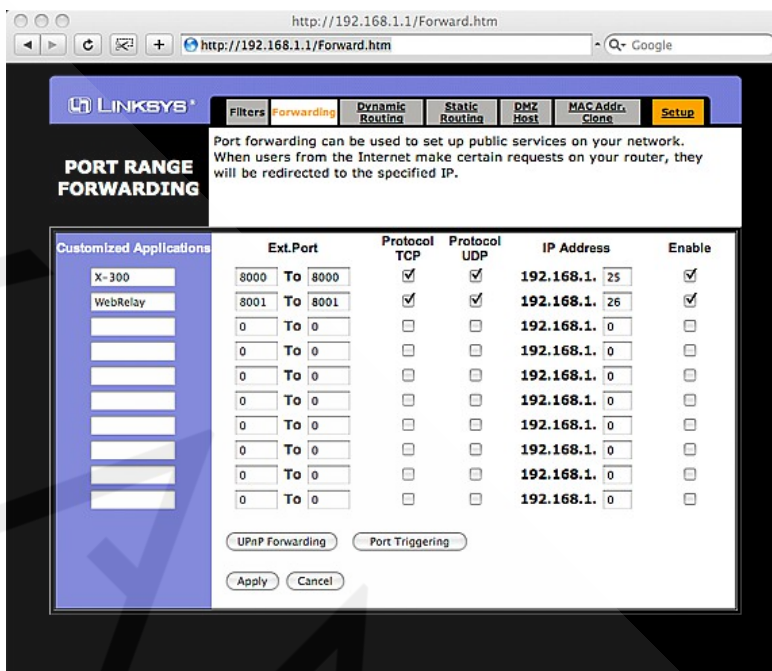 http://192.168.1.1/Forward.htm
http://192.168.1.1/Forward.htm
Google
LINKSYS®
Filters Forwarding Dynamic Routing Static Routing DMZ Host MAC Addr. Clone Setup
PORT RANGE FORWARDING
Port forwarding can be used to set up public services on your network.
When users from the Internet make certain requests on your router, they
will be redirected to the specified IP.
Customized Applications Ext.Port Protocol TCP Protocol UDP IP Address Enable
X-300 8000 To 8000 192.168.1. 25
WebRelay 8001 To 8001 192.168.1. 26
0 To 0 192.168.1. 0
0 To 0 192.168.1. 0
0 To 0 192.168.1. 0
0 To 0 192.168.1. 0
0 To 0 192.168.1. 0
0 To 0 192.168.1. 0
0 To 0 192.168.1. 0
0 To 0 192.168.1. 0
UPnP Forwarding Port Triggering
Apply Cancel